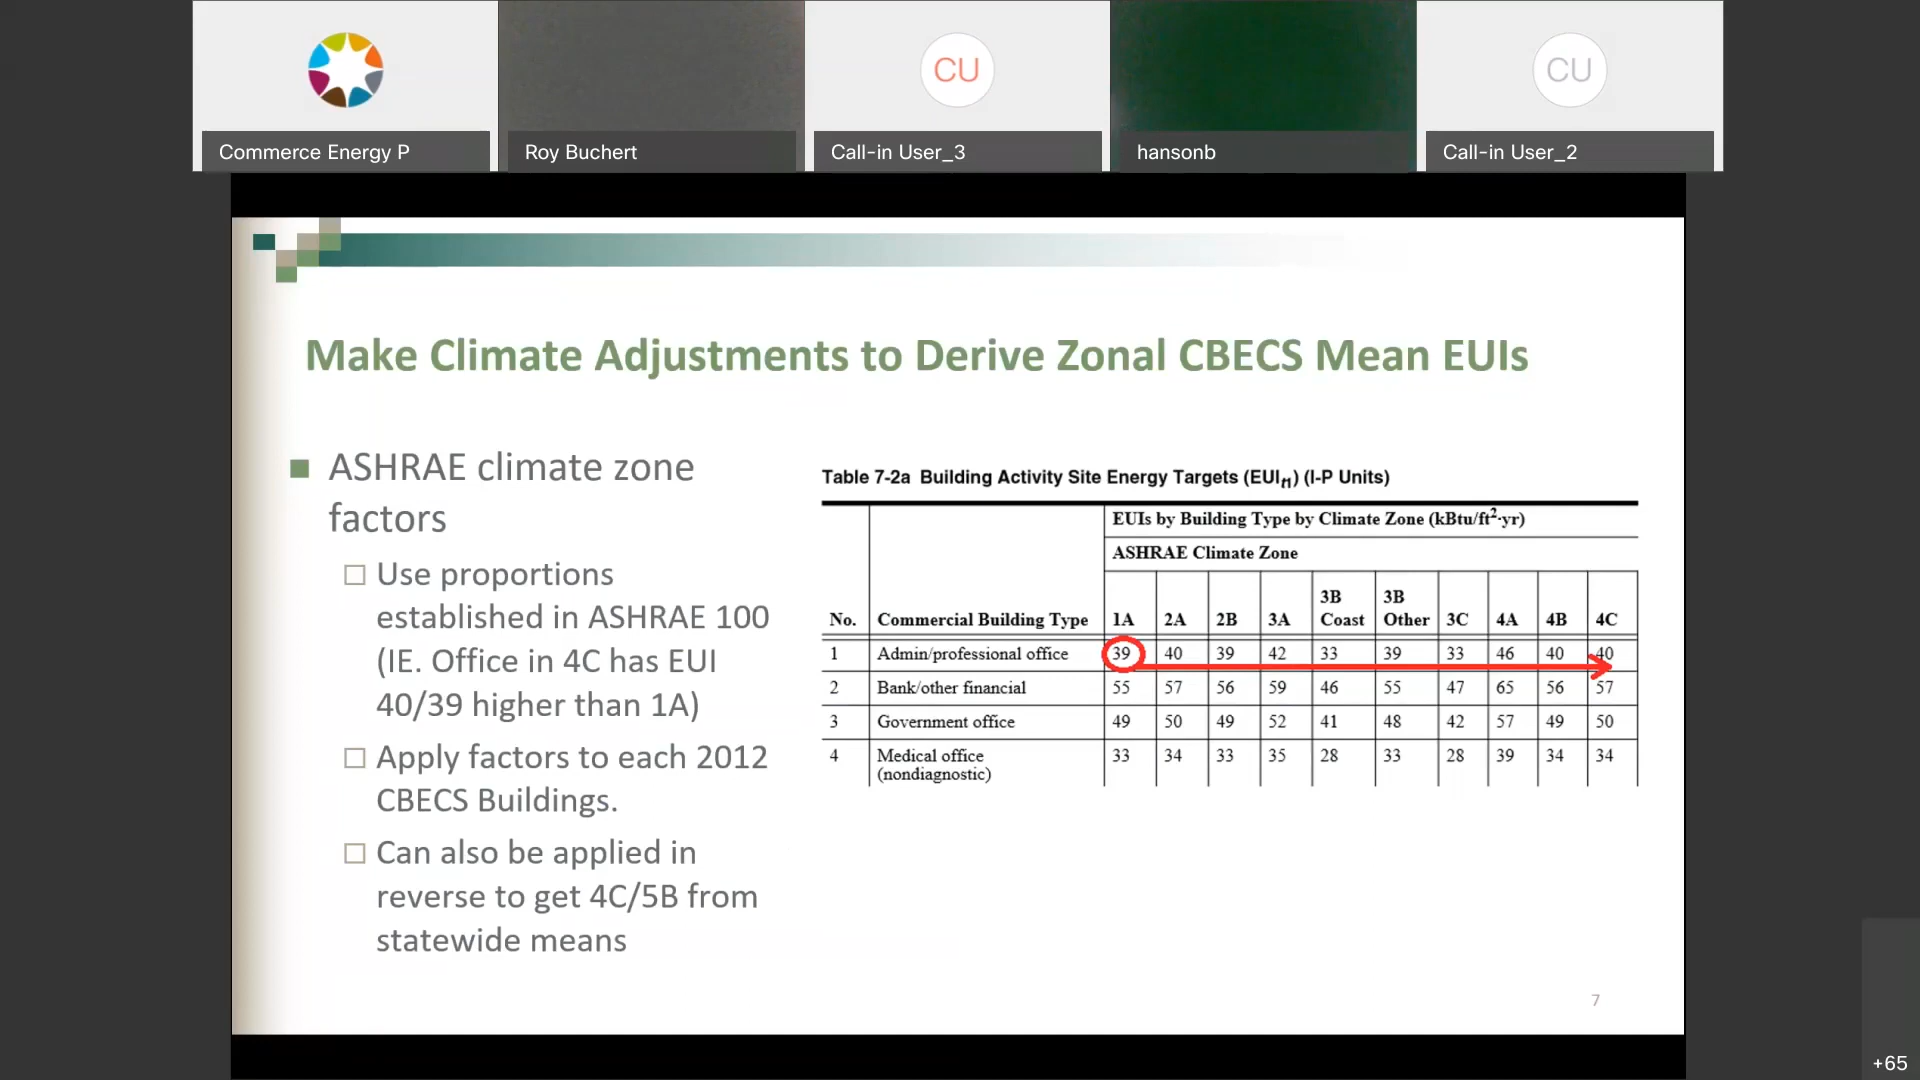 CU
CU
Commerce Energy P
Roy Buchert
Call-in User_3
hansonb
Call-in User_2
Make Climate Adjustments to Derive Zonal CBECS Mean EUIs
ASHRAE climate zone
factors
Use proportions
established in ASHRAE 100
(IE. Office in 4C has EUI
40/39 higher than 1A)
Apply factors to each 2012
CBECS Buildings.
Can also be applied in
reverse to get 4C/5B from
statewide means
Table 7-2a Building Activity Site Energy Targets (EUIt1) (I-P Units)
EUIs by Building Type by Climate Zone (kBtu/ft2·yr)
ASHRAE Climate Zone
3B 3B
No. Commercial Building Type 1A 2A 2B 3A Coast Other 3C 4A 4B 4C
1 Admin/professional office 39 40 39 42 33 39 33 46 40 40
2 Bank/other financial 55 57 56 59 46 55 47 65 56 57
3 Government office 49 50 49 52 41 48 42 57 49 50
4 Medical office 33 34 33 35 28 33 28 39 34 34
(nondiagnostic)
7
+65